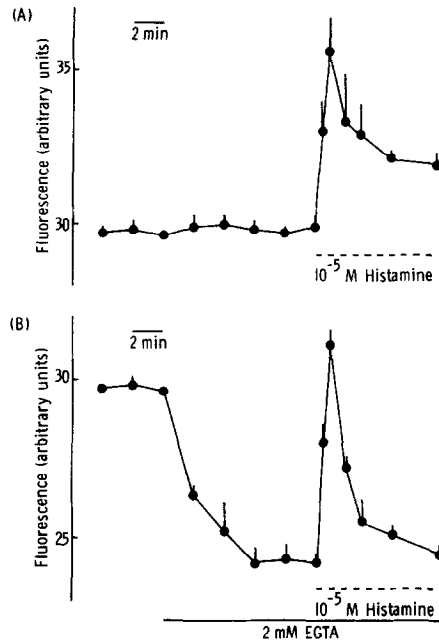 (A)
2 min
35
30
Fluorescence (arbitrary units)
10⁻⁵ M Histamine
(B)
2 min
30
25
Fluorescence (arbitrary units)
10⁻⁵ M Histamine
2 mM EGTA